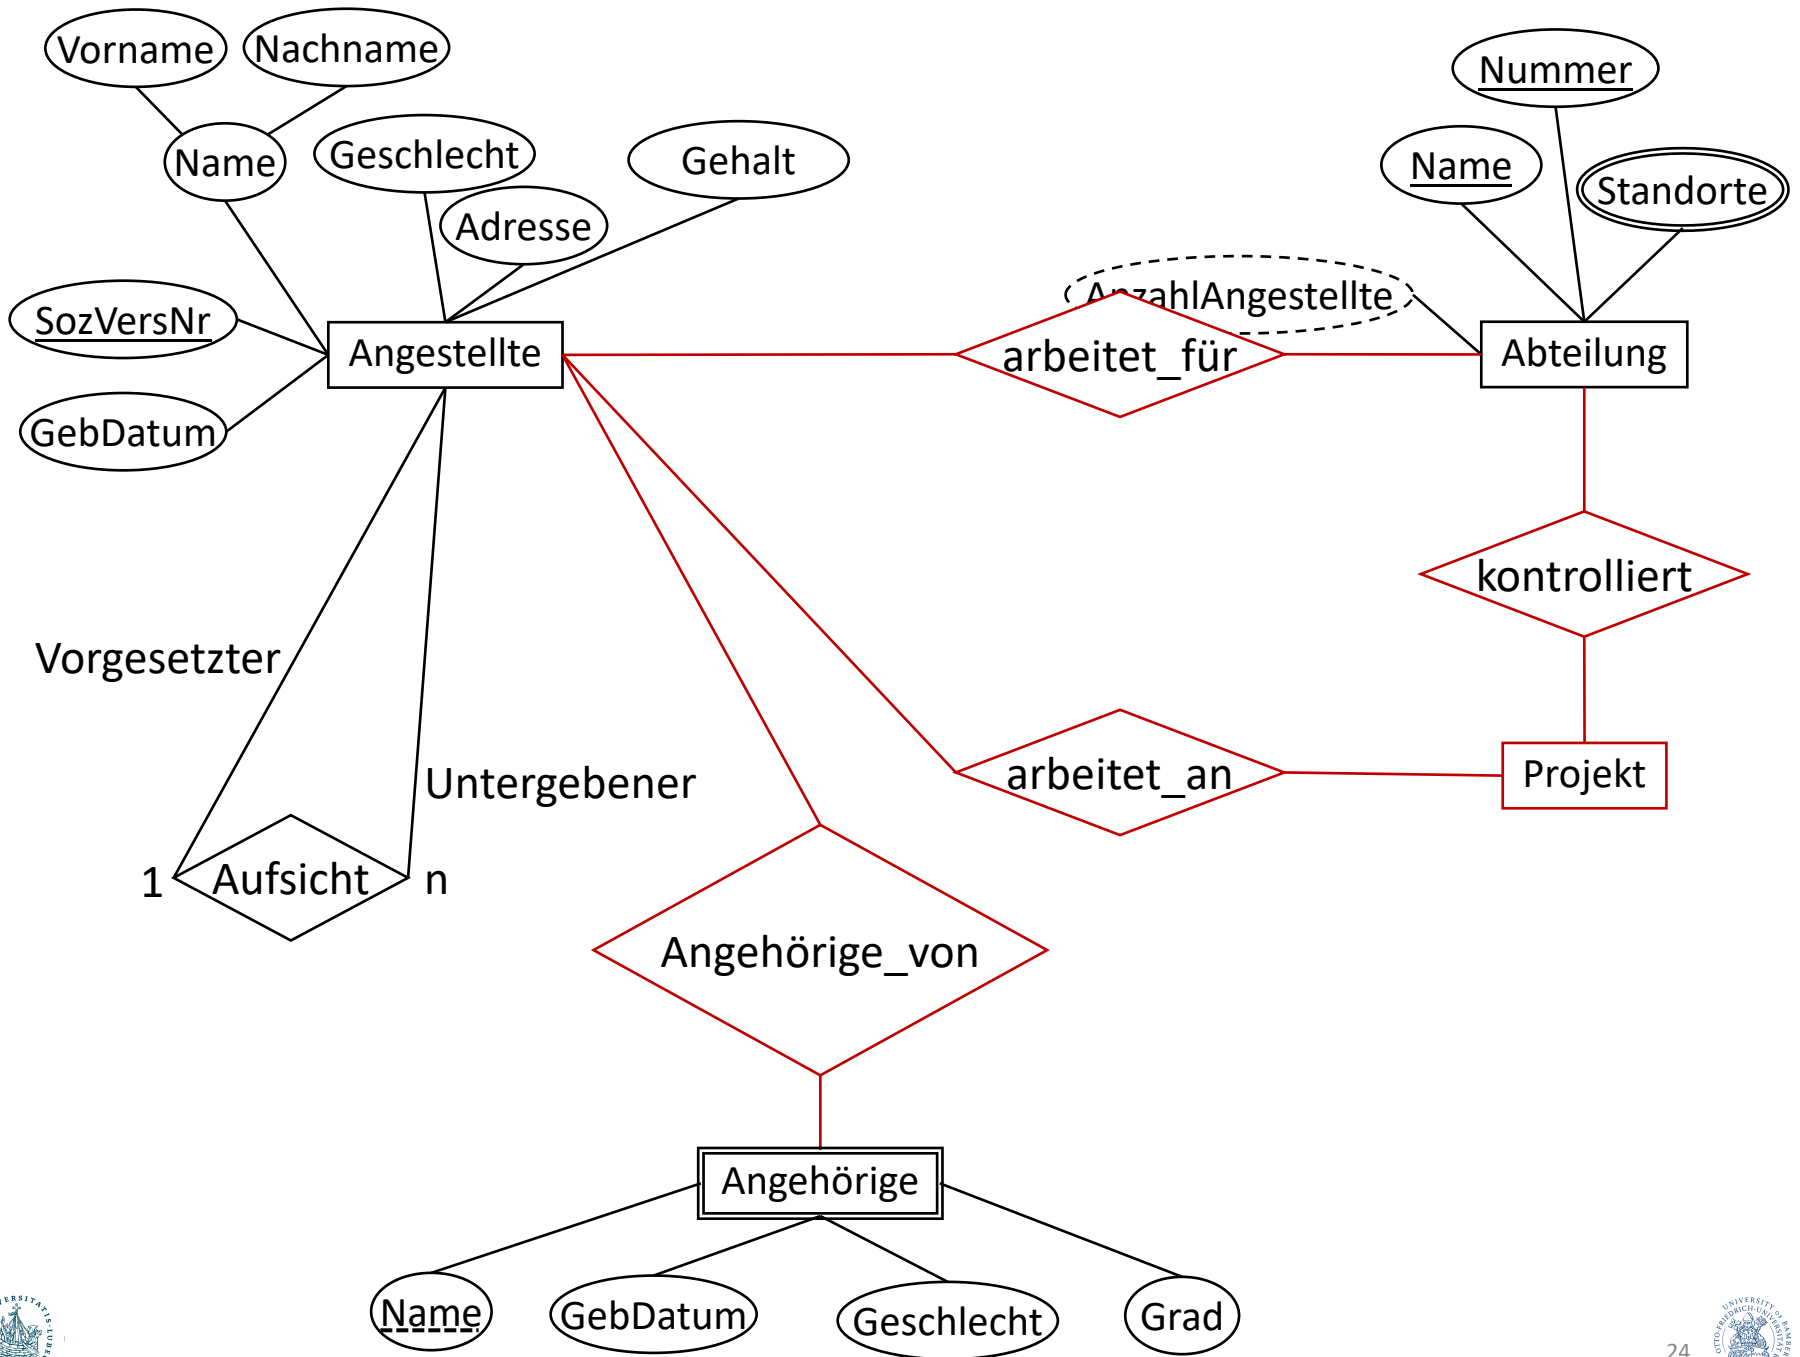 Vorname
Nachname
Nummer
Name
Geschlecht
Gehalt
Name
Standorte
Adresse
SozVersNr
AnzahlAngestellte
Angestellte
arbeitet_für
Abteilung
GebDatum
kontrolliert
Vorgesetzter
Untergebener
arbeitet_an
Projekt
1
Aufsicht
n
Angehörige_von
Angehörige
Name
GebDatum
Geschlecht
Grad
24